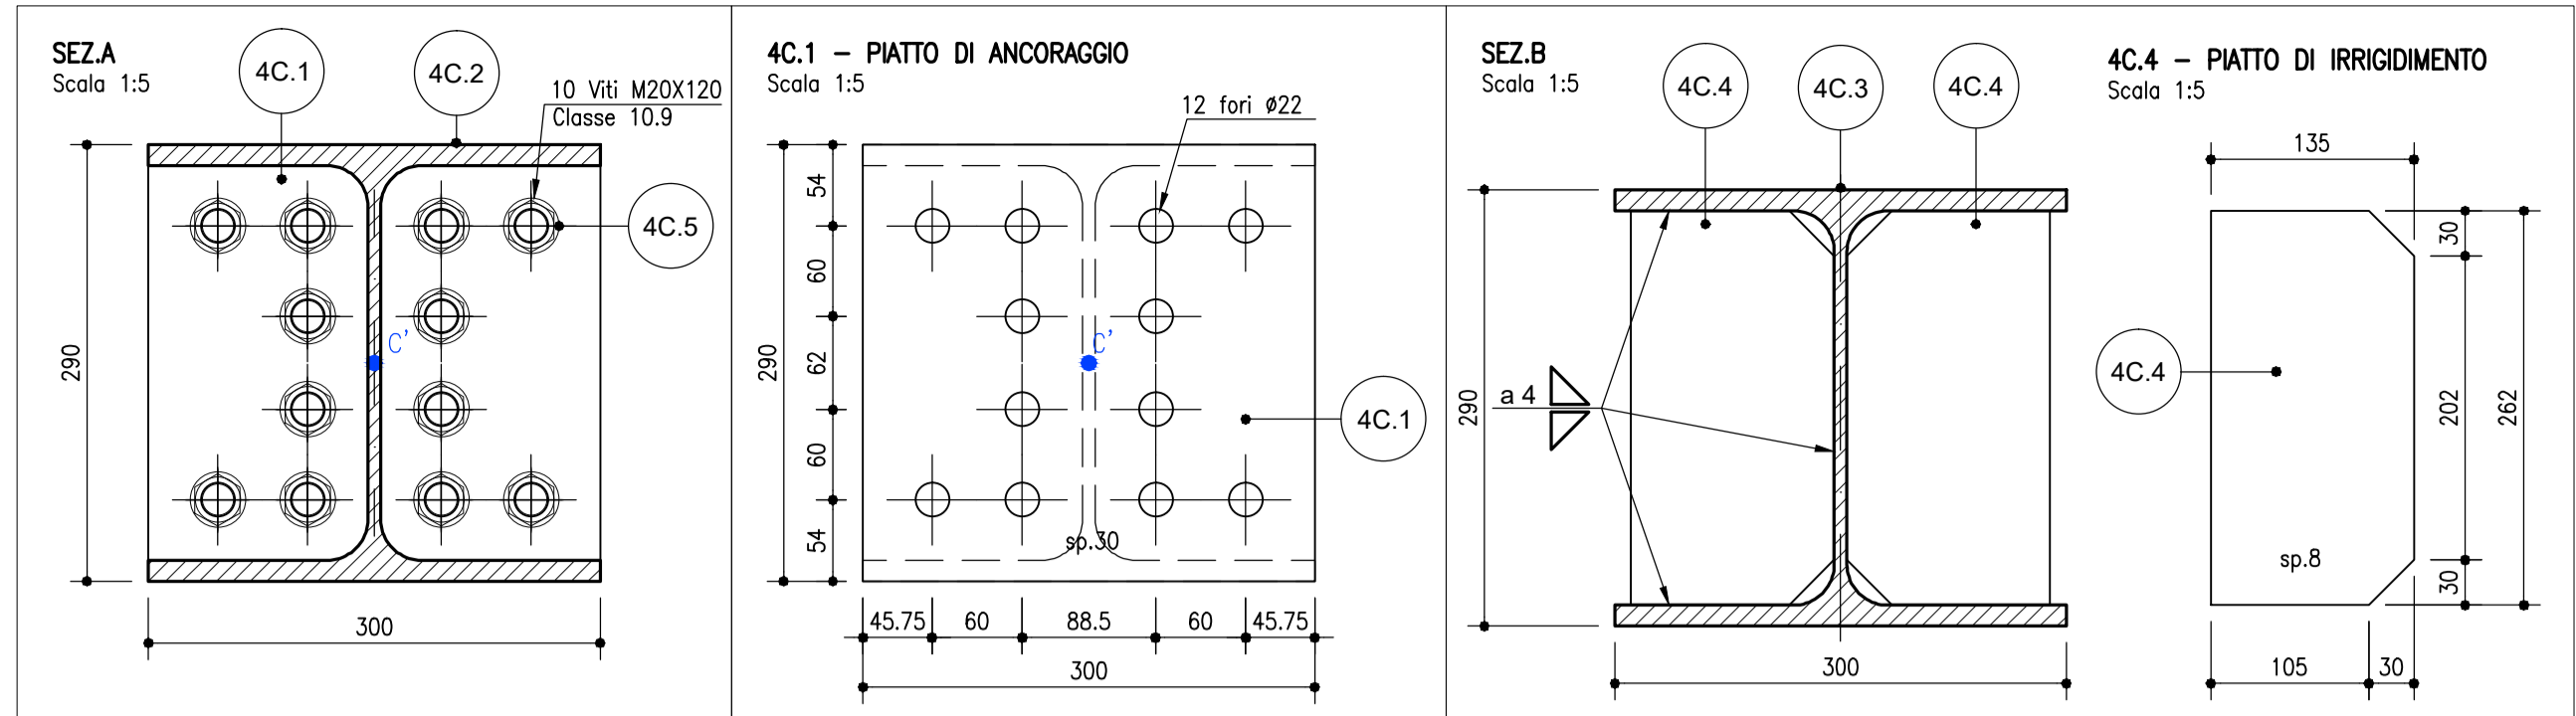 SEZ.A
Scala 1:5
4C.1
4C.2
10 Viti M20X120
Classe 10.9
4C.5
C'
290
300
4C.1 - PIATTO DI ANCORAGGIO
Scala 1:5
12 fori Ø22
54
60
62
60
54
290
C'
4C.1
sp.30
45.75
60
88.5
60
45.75
300
SEZ.B
Scala 1:5
4C.4
4C.3
4C.4
290
a 4
300
4C.4 - PIATTO DI IRRIGIDIMENTO
Scala 1:5
135
30
202
262
30
4C.4
sp.8
105
30